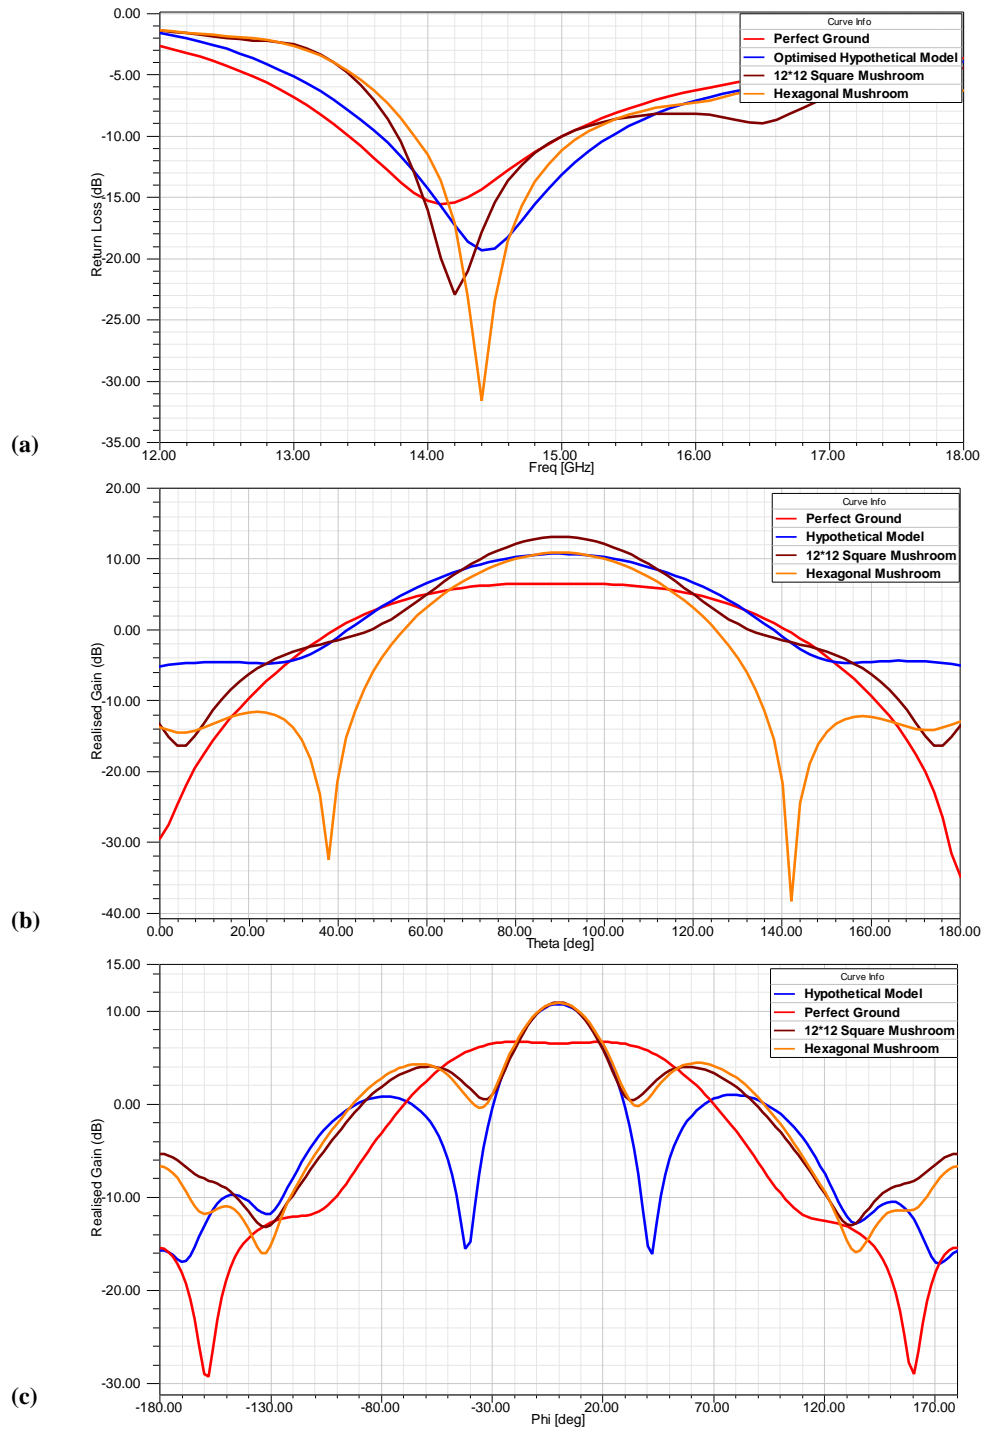 0.00
-5.00
-10.00
-15.00
-20.00
-25.00
-30.00
-35.00
Return Loss (dB)
Curve Info
Perfect Ground
Optimised Hypothetical Model
12*12 Square Mushroom
Hexagonal Mushroom
12.00 13.00 14.00 15.00 16.00 17.00 18.00
Freq [GHz]
(a)
20.00
10.00
0.00
-10.00
-20.00
-30.00
-40.00
Realised Gain (dB)
Curve Info
Perfect Ground
Hypothetical Model
12*12 Square Mushroom
Hexagonal Mushroom
0.00 20.00 40.00 60.00 80.00 100.00 120.00 140.00 160.00 180.00
Theta [deg]
(b)
15.00
10.00
0.00
-10.00
-20.00
-30.00
Realised Gain (dB)
Curve Info
Hypothetical Model
Perfect Ground
12*12 Square Mushroom
Hexagonal Mushroom
-180.00 -130.00 -80.00 -30.00 20.00 70.00 120.00 170.00
Phi [deg]
(c)